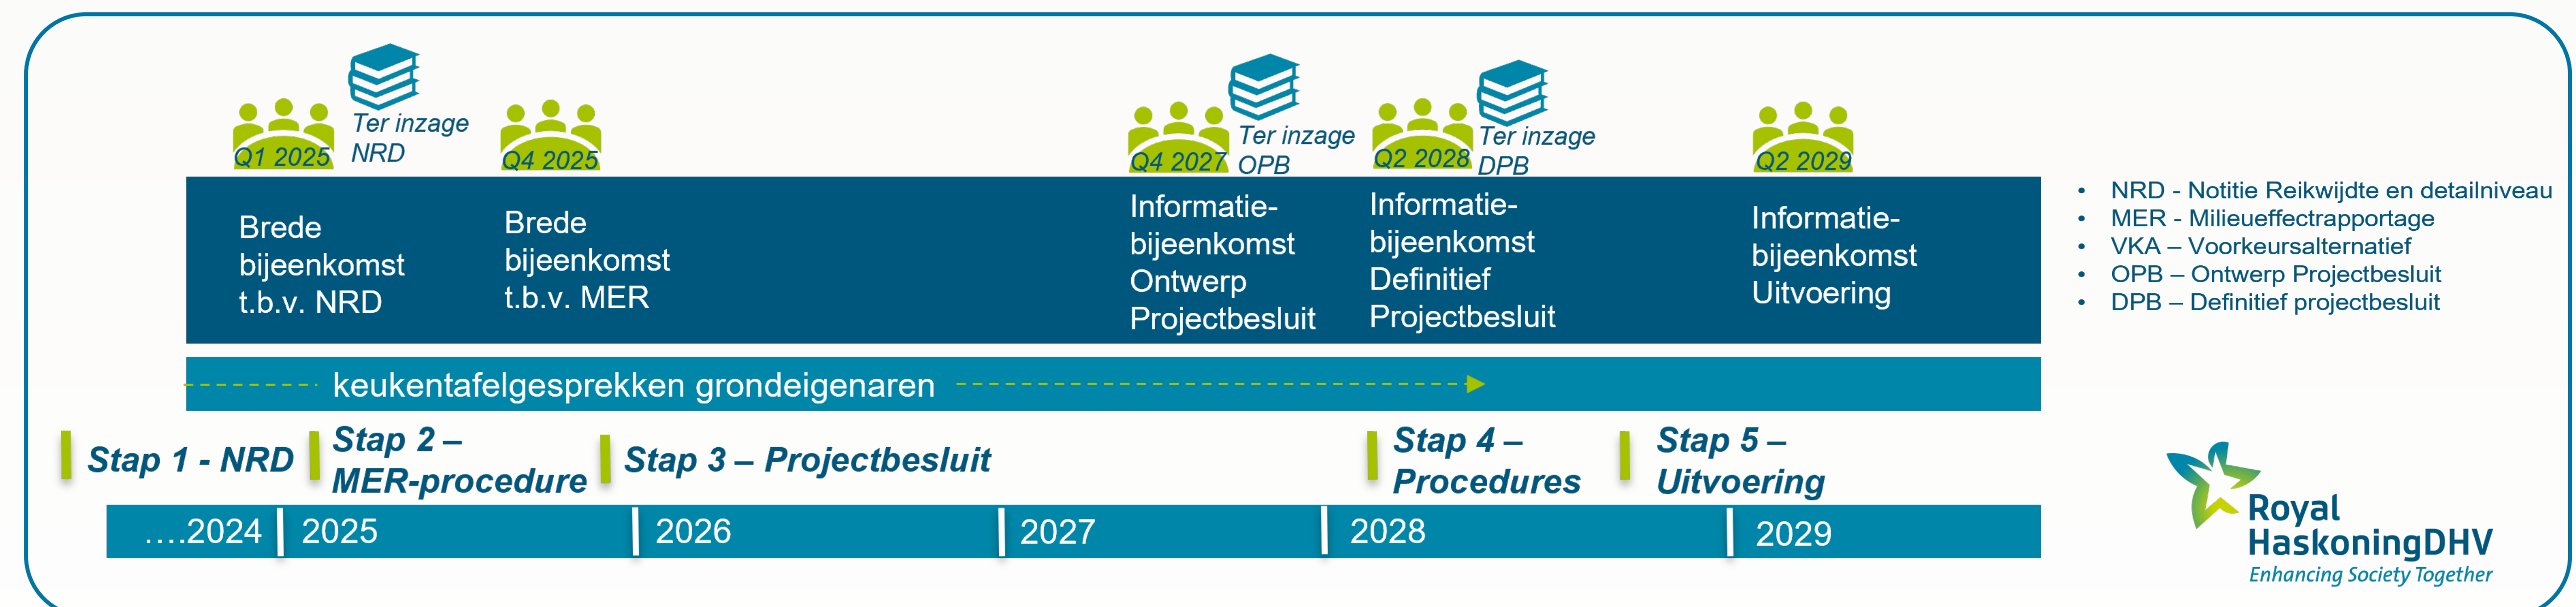 Ter inzage
NRD
Q1 2025
Q4 2025
Ter inzage
OPB
Q4 2027
Ter inzage
DPB
Q2 2028
Q2 2029
Brede
bijeenkomst
t.b.v. NRD
Brede
bijeenkomst
t.b.v. MER
Informatie-
bijeenkomst
Ontwerp
Projectbesluit
Informatie-
bijeenkomst
Definitief
Projectbesluit
Informatie-
bijeenkomst
Uitvoering
• NRD - Notitie Reikwijdte en detailniveau
• MER - Milieueffectrapportage
• VKA – Voorkeursalternatief
• OPB – Ontwerp Projectbesluit
• DPB – Definitief projectbesluit
keukentafelgesprekken grondeigenaren
Stap 1 - NRD
Stap 2 –
MER-procedure
Stap 3 – Projectbesluit
Stap 4 –
Procedures
Stap 5 –
Uitvoering
….2024
2025
2026
2027
2028
2029
Royal
HaskoningDHV
Enhancing Society Together